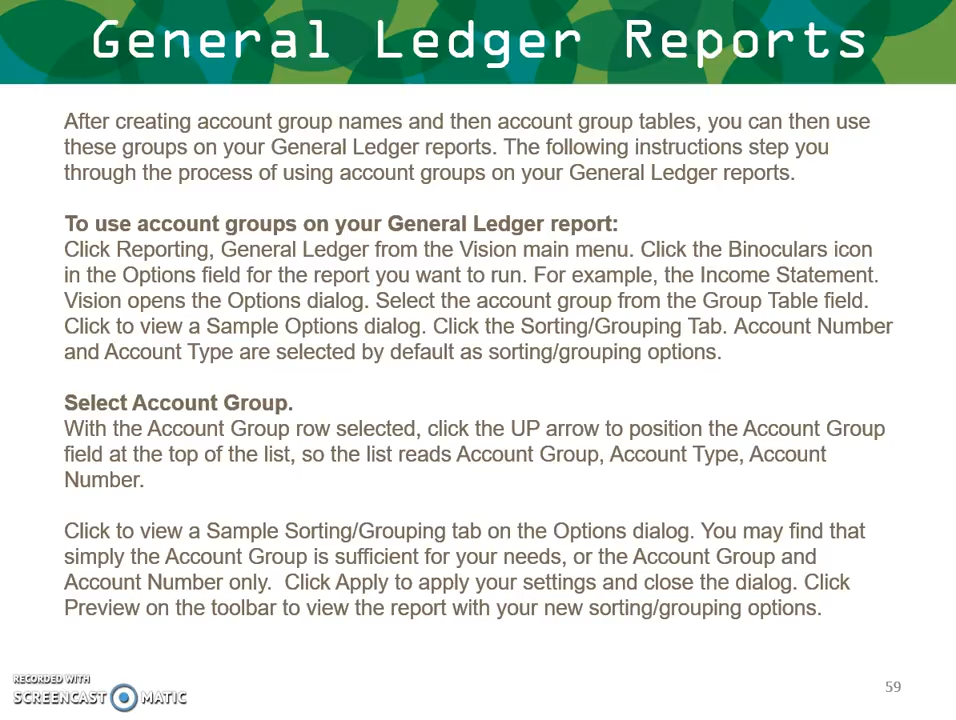 General Ledger Reports
After creating account group names and then account group tables, you can then use
these groups on your General Ledger reports. The following instructions step you
through the process of using account groups on your General Ledger reports.
To use account groups on your General Ledger report:
Click Reporting, General Ledger from the Vision main menu. Click the Binoculars icon
in the Options field for the report you want to run. For example, the Income Statement.
Vision opens the Options dialog. Select the account group from the Group Table field.
Click to view a Sample Options dialog. Click the Sorting/Grouping Tab. Account Number
and Account Type are selected by default as sorting/grouping options.
Select Account Group.
With the Account Group row selected, click the UP arrow to position the Account Group
field at the top of the list, so the list reads Account Group, Account Type, Account
Number.
Click to view a Sample Sorting/Grouping tab on the Options dialog. You may find that
simply the Account Group is sufficient for your needs, or the Account Group and
Account Number only.  Click Apply to apply your settings and close the dialog. Click
Preview on the toolbar to view the report with your new sorting/grouping options.
RECORDED WITH
SCREENCAST MATIC
59